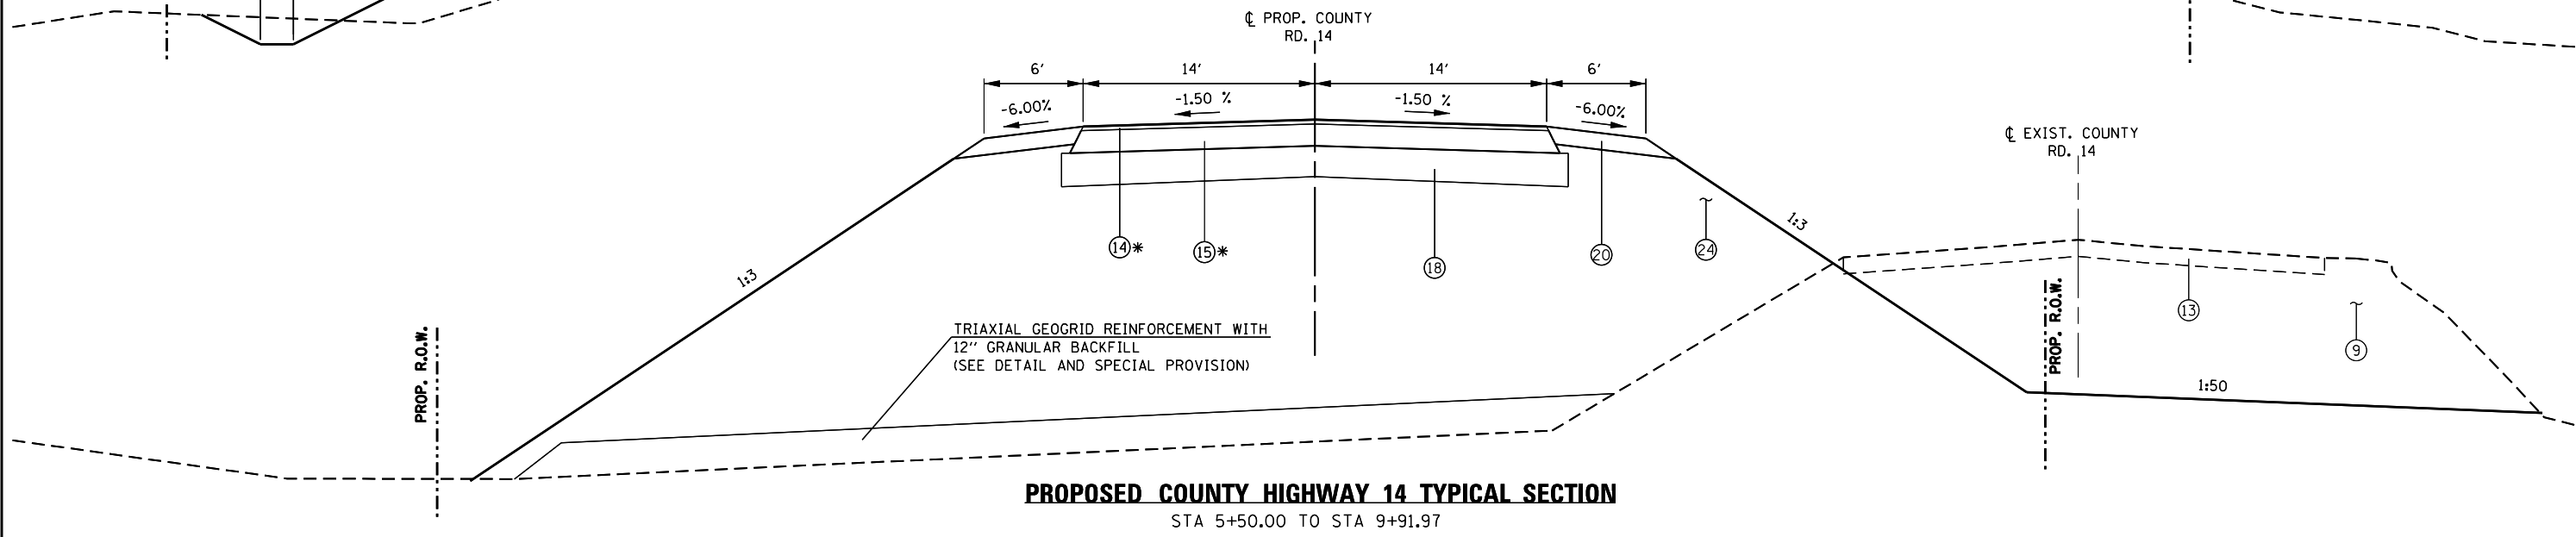 ℄ PROP. COUNTY
RD. 14
6'
14'
14'
6'
-6.00%
-1.50 %
-1.50 %
-6.00%
℄ EXIST. COUNTY
RD. 14
1:3
1:3
14*
15*
18
20
24
13
9
PROP. R.O.W.
PROP. R.O.W.
TRIAXIAL GEOGRID REINFORCEMENT WITH
12" GRANULAR BACKFILL
(SEE DETAIL AND SPECIAL PROVISION)
1:50
PROPOSED COUNTY HIGHWAY 14 TYPICAL SECTION
STA 5+50.00 TO STA 9+91.97